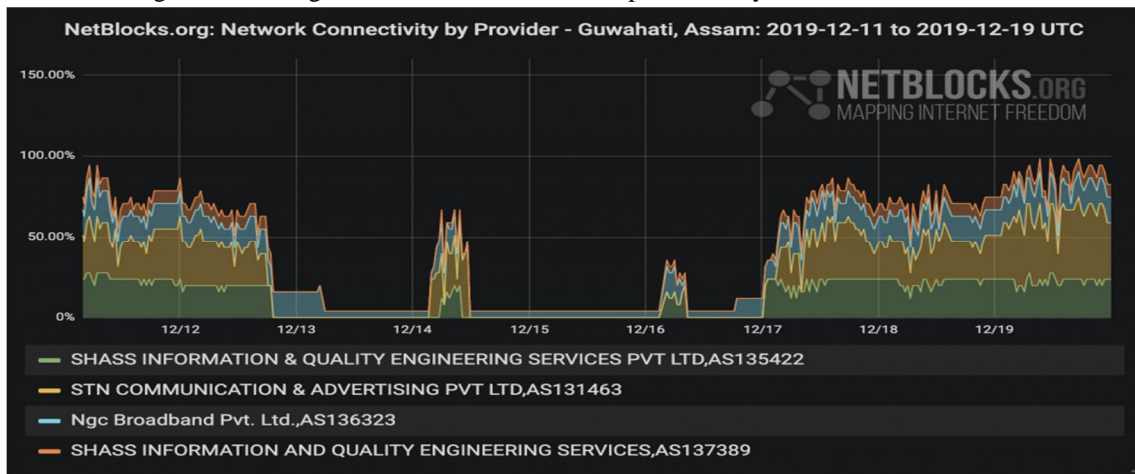 NetBlocks.org: Network Connectivity by Provider - Guwahati, Assam: 2019-12-11 to 2019-12-19 UTC
150.00%
NETBLOCKS.ORG
MAPPING INTERNET FREEDOM
100.00%
50.00%
0%
12/12 12/13 12/14 12/15 12/16 12/17 12/18 12/19
SHASS INFORMATION & QUALITY ENGINEERING SERVICES PVT LTD,AS135422
STN COMMUNICATION & ADVERTISING PVT LTD,AS131463
Ngc Broadband Pvt. Ltd.,AS136323
SHASS INFORMATION AND QUALITY ENGINEERING SERVICES,AS137389